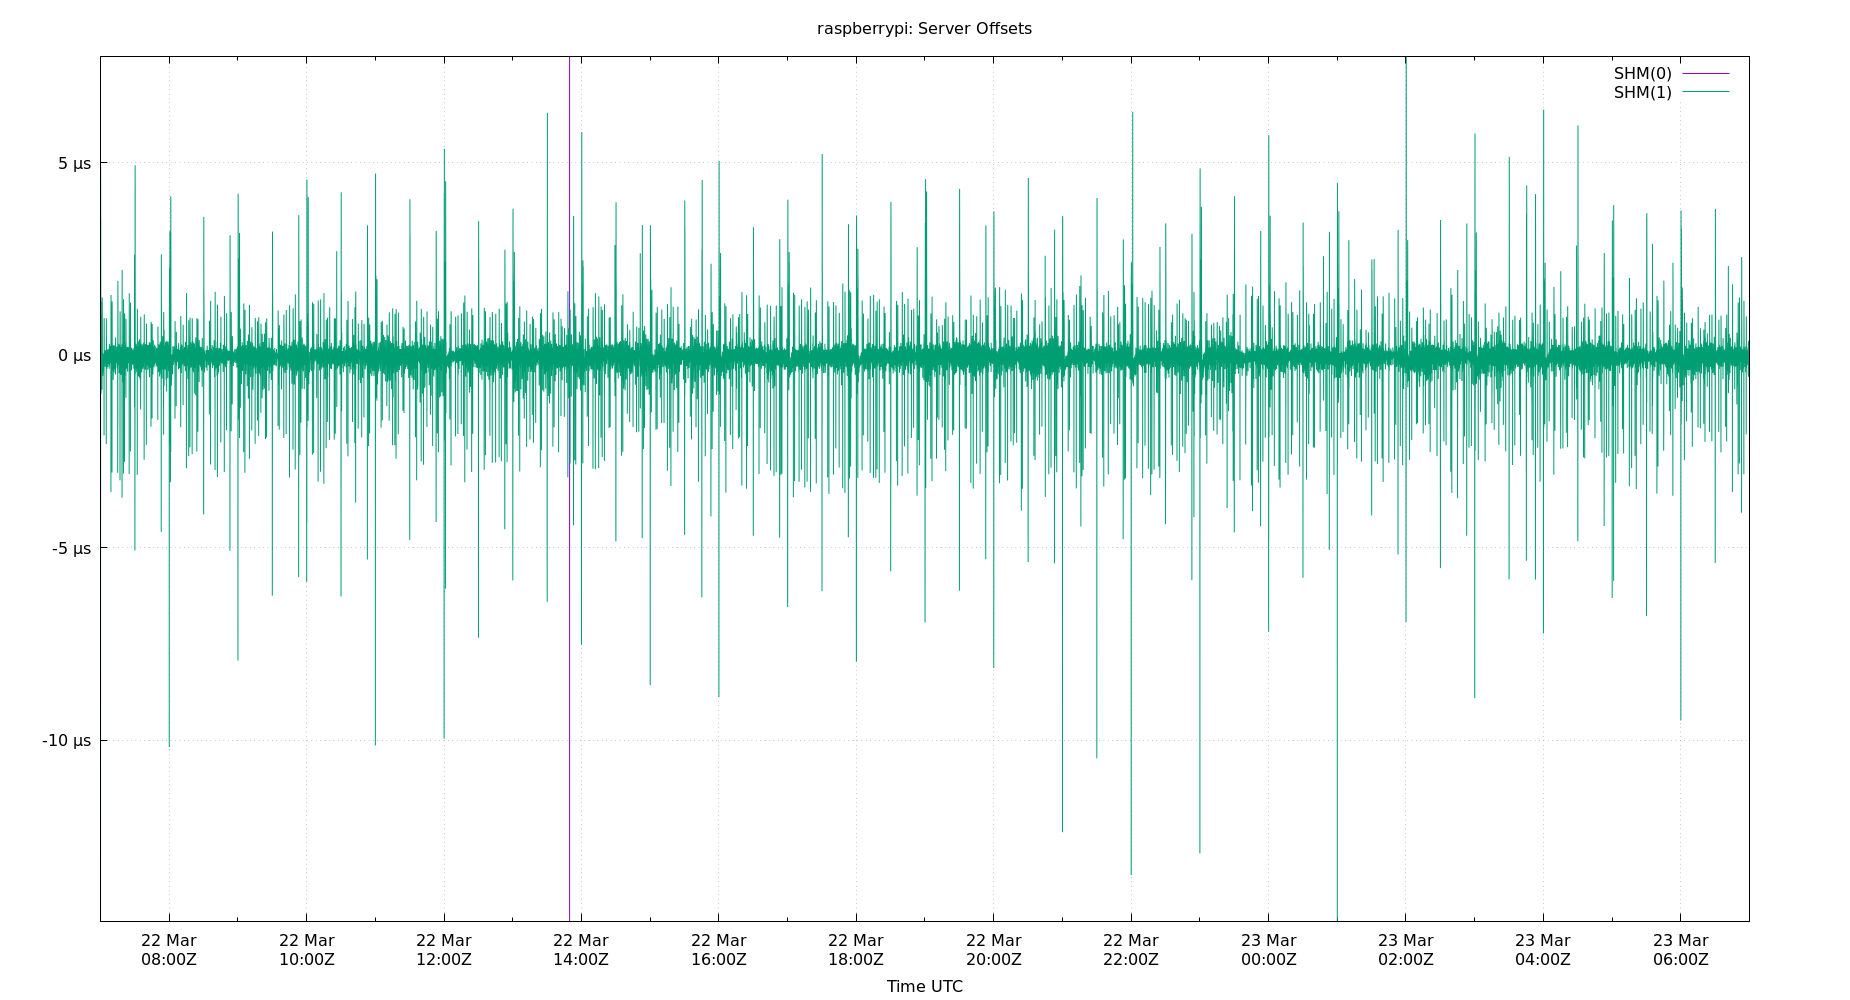 raspberrypi: Server Offsets
SHM(0)
SHM(1)
5 µs
0 µs
-5 µs
-10 µs
22 Mar 22 Mar 22 Mar 22 Mar 22 Mar 22 Mar 22 Mar 22 Mar 23 Mar 23 Mar 23 Mar 23 Mar
08:00Z 10:00Z 12:00Z 14:00Z 16:00Z 18:00Z 20:00Z 22:00Z 00:00Z 02:00Z 04:00Z 06:00Z
Time UTC